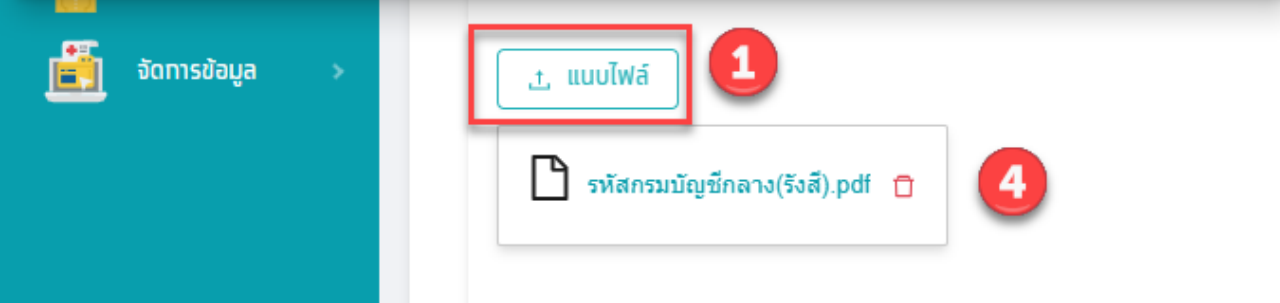 จัดการข้อมูล
แนบไฟล์
1
รหัสกรมบัญชีกลาง(รังสี).pdf
4